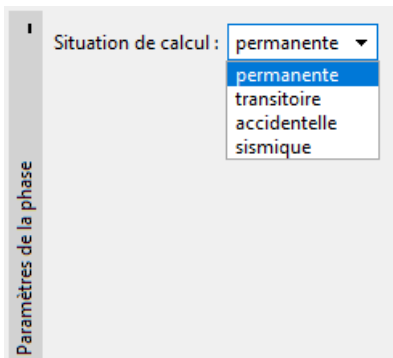 Situation de calcul : permanente
permanente
transitoire
accidentelle
sismique
Paramètres de la phase